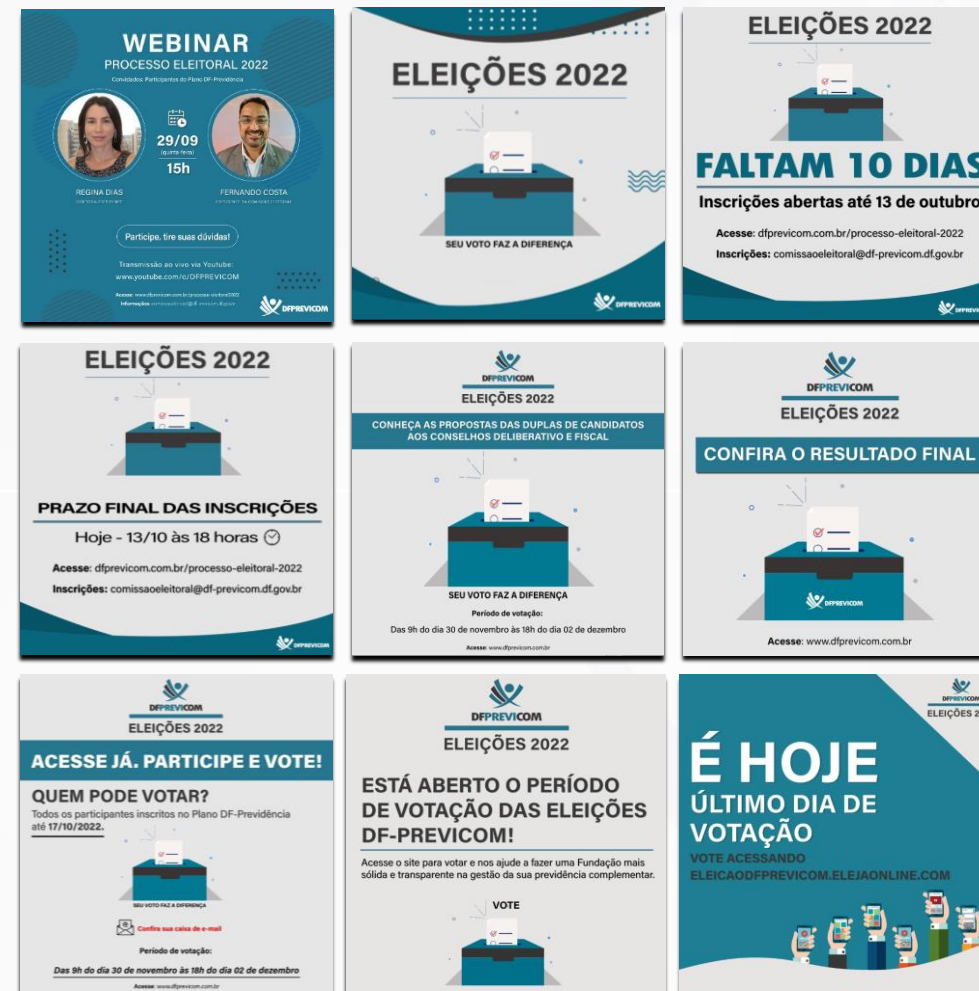 WEBINAR
PROCESSO ELEITORAL 2022
Convidados: Participantes do Plano DF-Previdência
29/09
(quinta-feira)
15h
REGINA DIAS
FERNANDO COSTA
Participe, tire suas dúvidas!
Transmissão ao vivo via Youtube:
www.youtube.com/c/DFPREVICOM
DFPREVICOM
ELEIÇÕES 2022
SEU VOTO FAZ A DIFERENÇA
DFPREVICOM
ELEIÇÕES 2022
FALTAM 10 DIAS
Inscrições abertas até 13 de outubro
Acesse: dfprevicom.com.br/processo-eleitoral-2022
Inscrições: comissaoeleitoral@df-previcom.df.gov.br
ELEIÇÕES 2022
PRAZO FINAL DAS INSCRIÇÕES
Hoje - 13/10 às 18 horas
Acesse: dfprevicom.com.br/processo-eleitoral-2022
Inscrições: comissaoeleitoral@df-previcom.df.gov.br
DFPREVICOM
DFPREVICOM
ELEIÇÕES 2022
CONHEÇA AS PROPOSTAS DAS DUPLAS DE CANDIDATOS
AOS CONSELHOS DELIBERATIVO E FISCAL
SEU VOTO FAZ A DIFERENÇA
Período de votação:
Das 9h do dia 30 de novembro às 18h do dia 02 de dezembro
Acesse: www.dfprevicom.com.br
DFPREVICOM
ELEIÇÕES 2022
CONFIRA O RESULTADO FINAL
DFPREVICOM
Acesse: www.dfprevicom.com.br
DFPREVICOM
ELEIÇÕES 2022
ACESSE JÁ. PARTICIPE E VOTE!
QUEM PODE VOTAR?
Todos os participantes inscritos no Plano DF-Previdência
até 17/10/2022.
SEU VOTO FAZ A DIFERENÇA
Confira sua caixa de e-mail
Período de votação:
Das 9h do dia 30 de novembro às 18h do dia 02 de dezembro
Acesse: www.dfprevicom.com.br
DFPREVICOM
ELEIÇÕES 2022
ESTÁ ABERTO O PERÍODO
DE VOTAÇÃO DAS ELEIÇÕES
DF-PREVICOM!
Acesse o site para votar e nos ajude a fazer uma Fundação mais
sólida e transparente na gestão da sua previdência complementar.
VOTE
ELEIÇÕES 2
É HOJE
ÚLTIMO DIA DE
VOTAÇÃO
VOTE ACESSANDO
ELEICAODFPREVICOM.ELEJAONLINE.COM